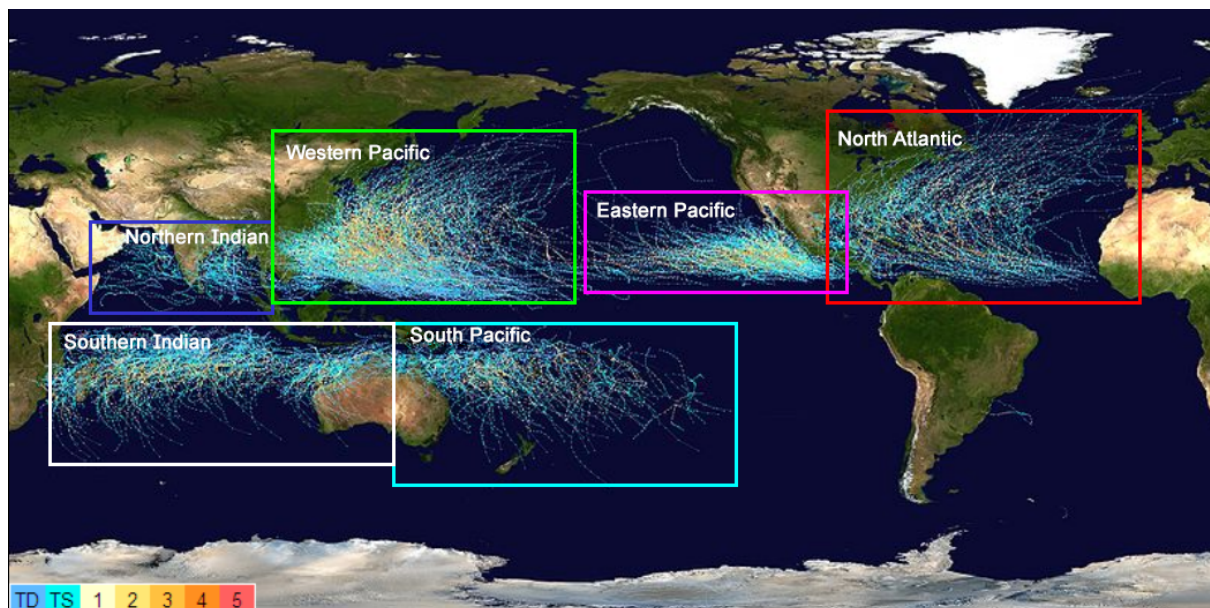 North Atlantic
Western Pacific
Eastern Pacific
Northern Indian
Southern Indian
South Pacific
TD TS 1 2 3 4 5